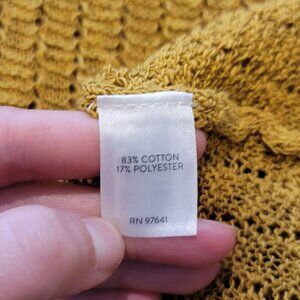 83% COTTON
17% POLYESTER
RN 97641